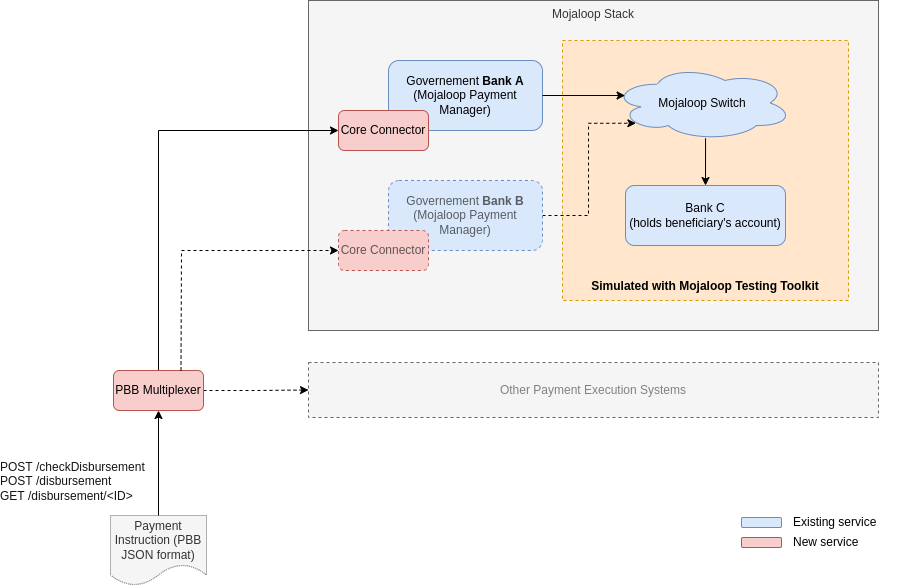 Mojaloop Stack
Governement Bank A
(Mojaloop Payment
Manager)
Core Connector
Mojaloop Switch
Governement Bank B
(Mojaloop Payment
Manager)
Core Connector
Bank C
(holds beneficiary's account)
Simulated with Mojaloop Testing Toolkit
PBB Multiplexer
Other Payment Execution Systems
POST /checkDisbursement
POST /disbursement
GET /disbursement/<ID>
Payment
Instruction (PBB
JSON format)
Existing service
New service